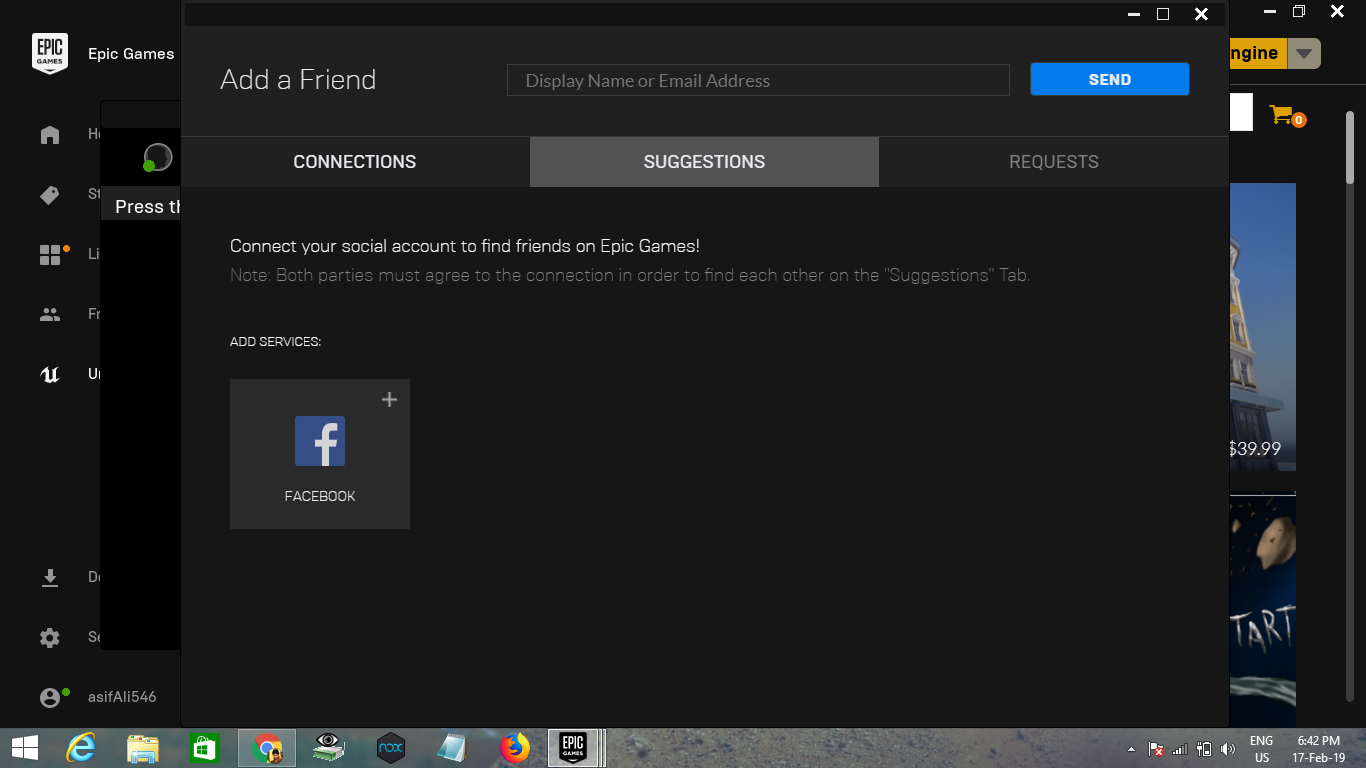 EPIC
GAMES
Epic Games
ngine
Add a Friend
Display Name or Email Address
SEND
0
CONNECTIONS
SUGGESTIONS
REQUESTS
Ho
St
Press th
Li
Fr
Un
Connect your social account to find friends on Epic Games!
Note: Both parties must agree to the connection in order to find each other on the "Suggestions" Tab.
ADD SERVICES:
FACEBOOK
$39.99
TART
Do
Se
asifAli546
nox
EPIC
GAMES
ENG
US
6:42 PM
17-Feb-19